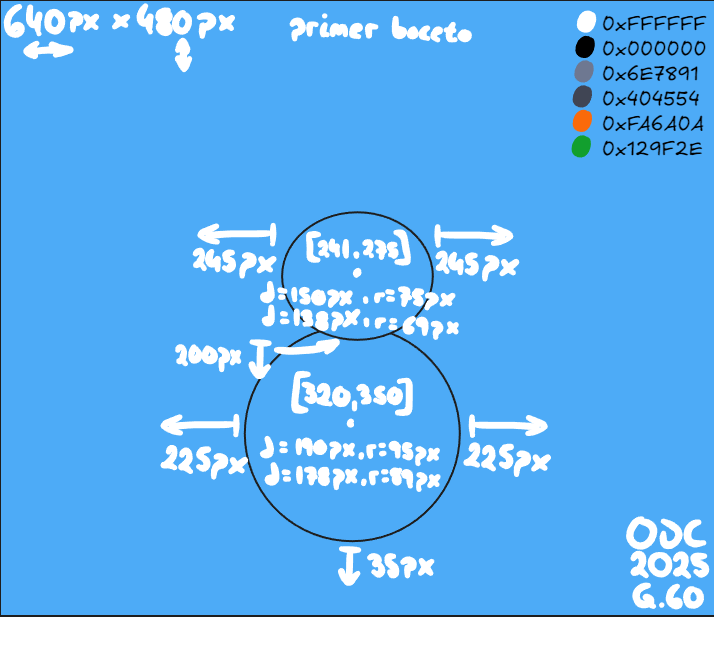 640px x 480px
primer boceto
0xFFFFFF
0x000000
0x6E7891
0x404554
0xFA6A0A
0x129F2E
[241,275]
245px
245px
d=150px, r=75px
d=138px, r=69px
200px
[320,350]
225px
d=190px, r=95px
225px
d=178px, r=89px
35px
ODC
2025
G.60